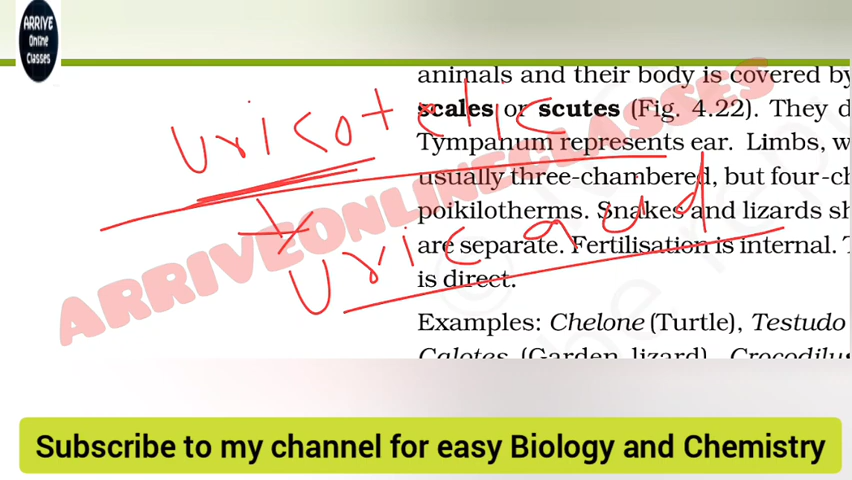 ARRIVE
Online
Classes
animals and their body is covered by
scales or scutes (Fig. 4.22). They d
Tympanum represents ear. Limbs, w
usually three-chambered, but four-ch
poikilotherms. Snakes and lizards sh
are separate. Fertilisation is internal. T
is direct.
Examples: Chelone (Turtle), Testudo
Calotes (Garden lizard), Crocodilus
uricotelic
uric acid
ARRIVEONLINECLASSES
Subscribe to my channel for easy Biology and Chemistry